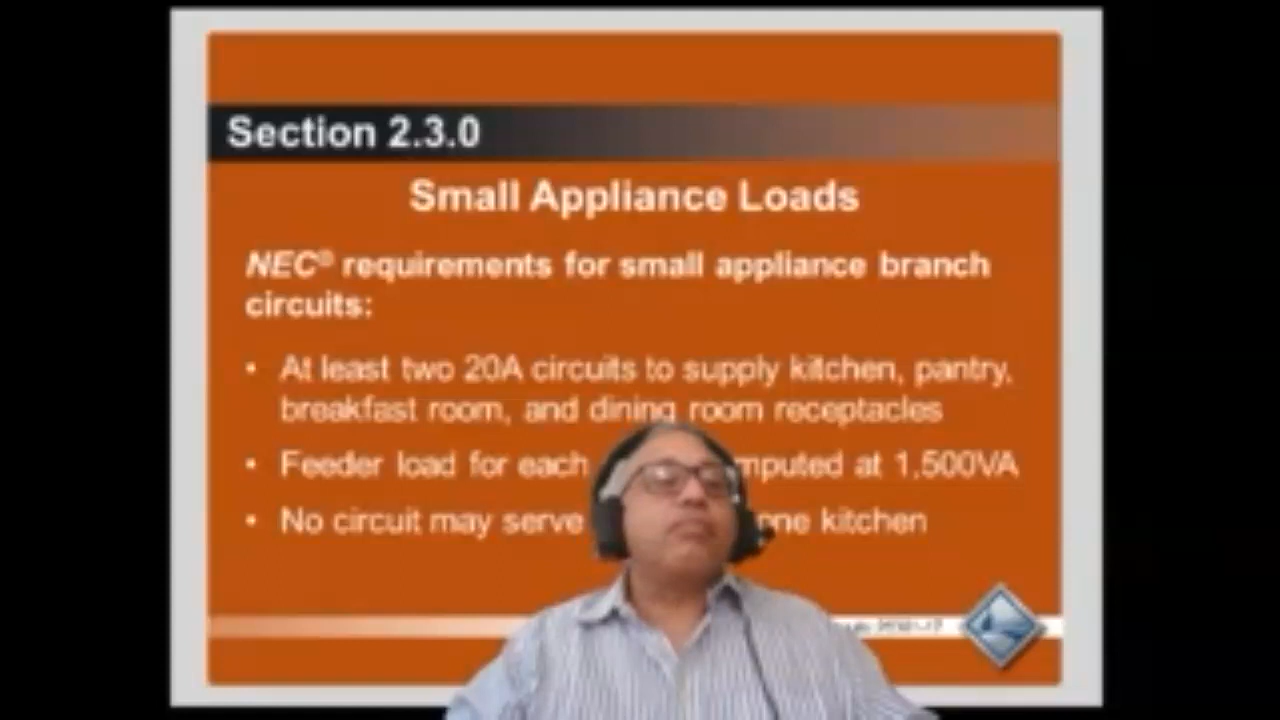 Section 2.3.0
Small Appliance Loads
NEC® requirements for small appliance branch
circuits:
• At least two 20A circuits to supply kitchen, pantry,
breakfast room, and dining room receptacles
• Feeder load for each mputed at 1,500VA
• No circuit may serve one kitchen